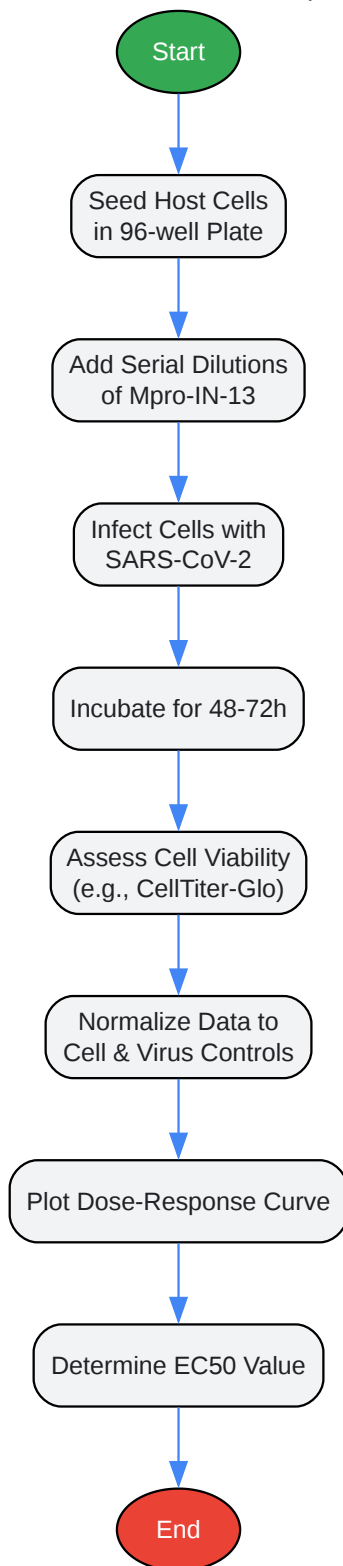 Start
Seed Host Cells
in 96-well Plate
Add Serial Dilutions
of Mpro-IN-13
Infect Cells with
SARS-CoV-2
Incubate for 48-72h
Assess Cell Viability
(e.g., CellTiter-Glo)
Normalize Data to
Cell & Virus Controls
Plot Dose-Response Curve
Determine EC50 Value
End